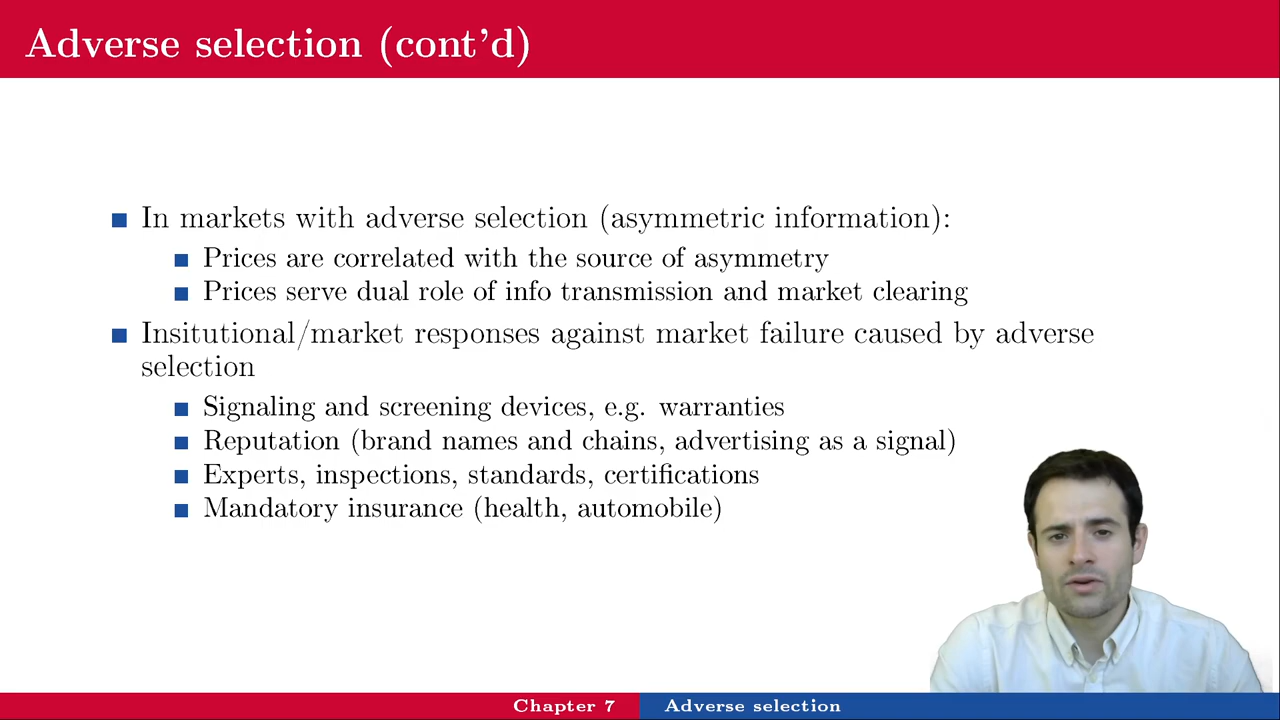 Adverse selection (cont’d)
In markets with adverse selection (asymmetric information):
Prices are correlated with the source of asymmetry
Prices serve dual role of info transmission and market clearing
Insitutional/market responses against market failure caused by adverse
selection
Signaling and screening devices, e.g. warranties
Reputation (brand names and chains, advertising as a signal)
Experts, inspections, standards, certifications
Mandatory insurance (health, automobile)
Chapter 7
Adverse selection